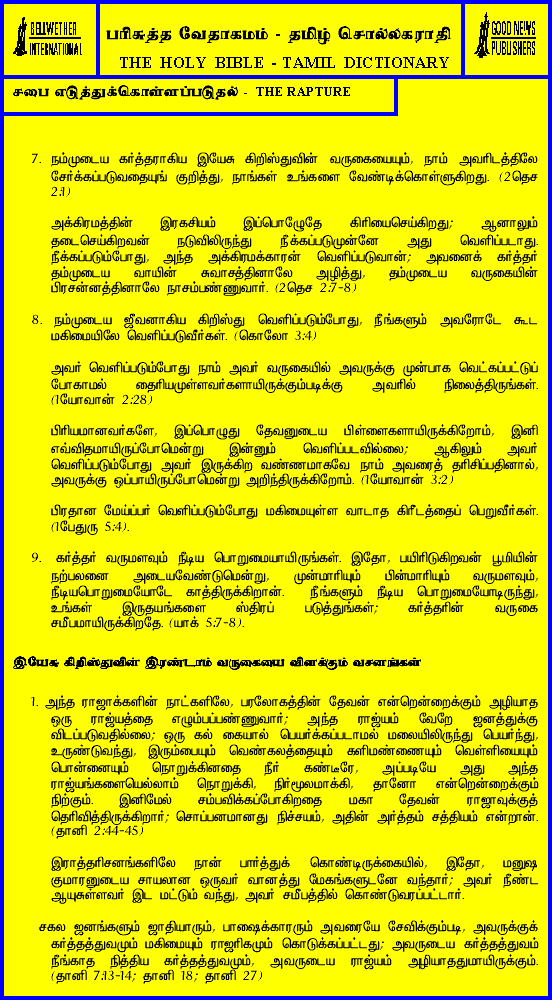 BELLWETHER
INTERNATIONAL
பரிசுத்த வேதாகமம் - தமிழ் சொல்லகராதி
THE HOLY BIBLE - TAMIL DICTIONARY
GOOD NEWS
PUBLISHERS
சபை எடுத்துக்கொள்ளப்படுதல் - THE RAPTURE
7. நம்முடைய கர்த்தராகிய இயேசு கிறிஸ்துவின் வருகையையும், நாம் அவரிடத்திலே
சேர்க்கப்படுவதையுங் குறித்து, நாங்கள் உங்களை வேண்டிக்கொள்ளுகிறது. (2தெச
2:1)
அக்கிரமத்தின் இரகசியம் இப்பொழுதே கிரியைசெய்கிறது; ஆனாலும்
தடைசெய்கிறவன் நடுவிலிருந்து நீக்கப்படுமுன்னே அது வெளிப்படாது.
நீக்கப்படும்போது, அந்த அக்கிரமக்காரன் வெளிப்படுவான்; அவனைக் கர்த்தர்
தம்முடைய வாயின் சுவாசத்தினாலே அழித்து, தம்முடைய வருகையின்
பிரசன்னத்தினாலே நாசம்பண்ணுவார். (2தெச 2:7-8)
8. நம்முடைய ஜீவனாகிய கிறிஸ்து வெளிப்படும்போது, நீங்களும் அவரோடே கூட
மகிமையிலே வெளிப்படுவீர்கள். (கொலோ 3:4)
அவர் வெளிப்படும்போது நாம் அவர் வருகையில் அவருக்கு முன்பாக வெட்கப்பட்டுப்
போகாமல் தைரியமுள்ளவர்களாயிருக்கும்படிக்கு அவரில் நிலைத்திருங்கள்.
(1யோவான் 2:28)
பிரியமானவர்களே, இப்பொழுது தேவனுடைய பிள்ளைகளாயிருக்கிறோம், இனி
எவ்விதமாயிருப்போமென்று இன்னும் வெளிப்படவில்லை; ஆகிலும் அவர்
வெளிப்படும்போது அவர் இருக்கிற வண்ணமாகவே நாம் அவரைத் தரிசிப்பதினால்,
அவருக்கு ஒப்பாயிருப்போமென்று அறிந்திருக்கிறோம். (1யோவான் 3:2)
பிரதான மேய்ப்பர் வெளிப்படும்போது மகிமையுள்ள வாடாத கிரீடத்தைப் பெறுவீர்கள்.
(1பேதுரு 5:4).
9. கர்த்தர் வருமளவும் நீடிய பொறுமையாயிருங்கள். இதோ, பயிரிடுகிறவன் பூமியின்
நற்பலனை அடையவேண்டுமென்று, முன்மாரியும் பின்மாரியும் வருமளவும்,
நீடியபொறுமையோடே காத்திருக்கிறான். நீங்களும் நீடிய பொறுமையோடிருந்து,
உங்கள் இருதயங்களை ஸ்திரப் படுத்துங்கள்; கர்த்தரின் வருகை
சமீபமாயிருக்கிறதே. (யாக் 5:7-8).
இயேசு கிறிஸ்துவின் இரண்டாம் வருகையை விளக்கும் வசனங்கள்
1. அந்த ராஜாக்களின் நாட்களிலே, பரலோகத்தின் தேவன் என்றென்றைக்கும் அழியாத
ஒரு ராஜ்யத்தை எழும்பப்பண்ணுவார்; அந்த ராஜ்யம் வேறே ஜனத்துக்கு
விடப்படுவதில்லை; ஒரு கல் கையால் பெயர்க்கப்படாமல் மலையிலிருந்து பெயர்ந்து,
உருண்டுவந்து, இரும்பையும் வெண்கலத்தையும் களிமண்ணையும் வெள்ளியையும்
பொன்னையும் நொறுக்கினதை நீர் கண்டீரே, அப்படியே அது அந்த
ராஜ்யங்களையெல்லாம் நொறுக்கி, நிர்மூலமாக்கி, தானோ என்றென்றைக்கும்
நிற்கும். இனிமேல் சம்பவிக்கப்போகிறதை மகா தேவன் ராஜாவுக்குத்
தெரிவித்திருக்கிறார்; சொப்பனமானது நிச்சயம், அதின் அர்த்தம் சத்தியம் என்றான்.
(தானி 2:44-45)
இராத்தரிசனங்களிலே நான் பார்த்துக் கொண்டிருக்கையில், இதோ, மனுஷ
குமாரனுடைய சாயலான ஒருவர் வானத்து மேகங்களுடனே வந்தார்; அவர் நீண்ட
ஆயுசுள்ளவர் இட மட்டும் வந்து, அவர் சமீபத்தில் கொண்டுவரப்பட்டார்.
சகல ஜனங்களும் ஜாதியாரும், பாஷைக்காரரும் அவரையே சேவிக்கும்படி, அவருக்குக்
கர்த்தத்துவமும் மகிமையும் ராஜரிகமும் கொடுக்கப்பட்டது; அவருடைய கர்த்தத்துவம்
நீங்காத நித்திய கர்த்தத்துவமும், அவருடைய ராஜ்யம் அழியாததுமாயிருக்கும்.
(தானி 7:13-14; தானி 18; தானி 27)